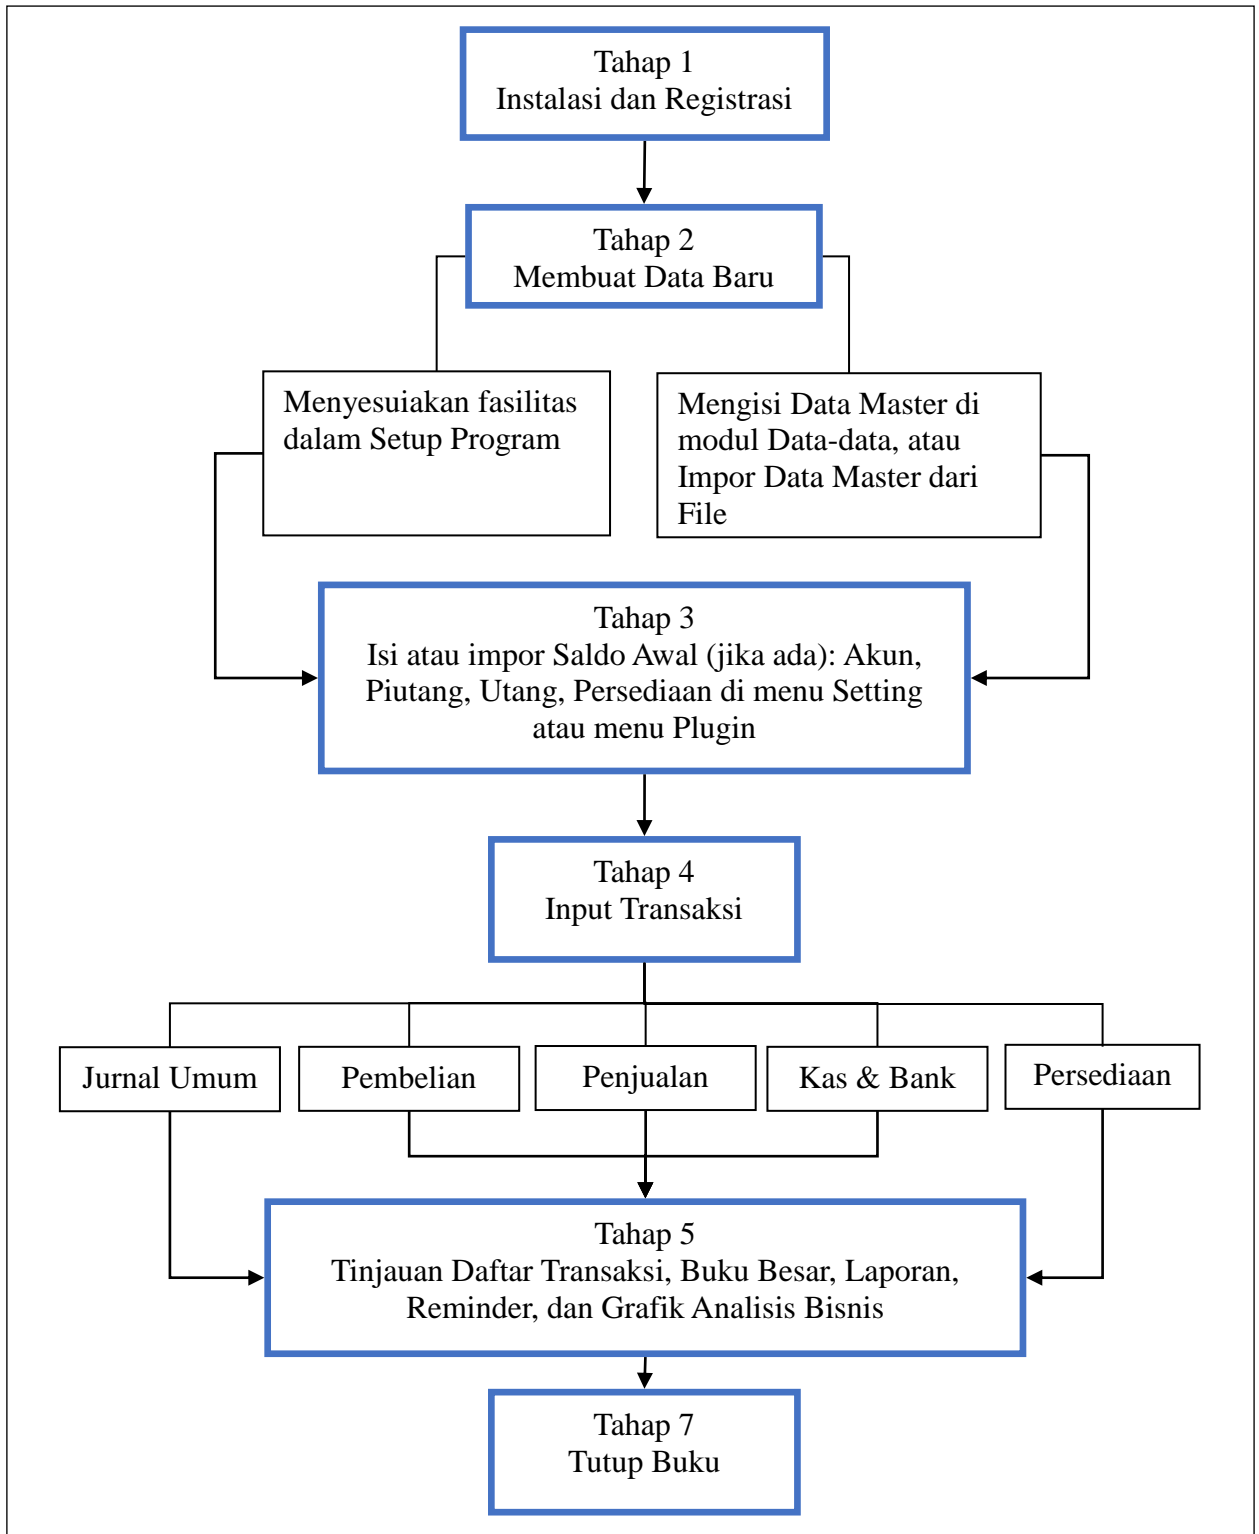 Tahap 1
Instalasi dan Registrasi
Tahap 2
Membuat Data Baru
Menyesuiakan fasilitas
dalam Setup Program
Mengisi Data Master di
modul Data-data, atau
Impor Data Master dari
File
Tahap 3
Isi atau impor Saldo Awal (jika ada): Akun,
Piutang, Utang, Persediaan di menu Setting
atau menu Plugin
Tahap 4
Input Transaksi
Jurnal Umum
Pembelian
Penjualan
Kas & Bank
Persediaan
Tahap 5
Tinjauan Daftar Transaksi, Buku Besar, Laporan,
Reminder, dan Grafik Analisis Bisnis
Tahap 7
Tutup Buku